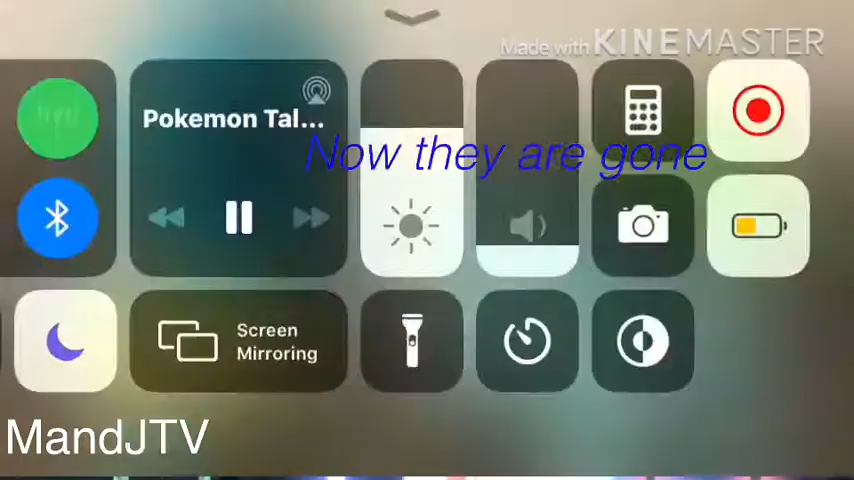 Made with KINEMASTER
Pokemon Tal...
Now they are gone
Screen
Mirroring
MandJTV